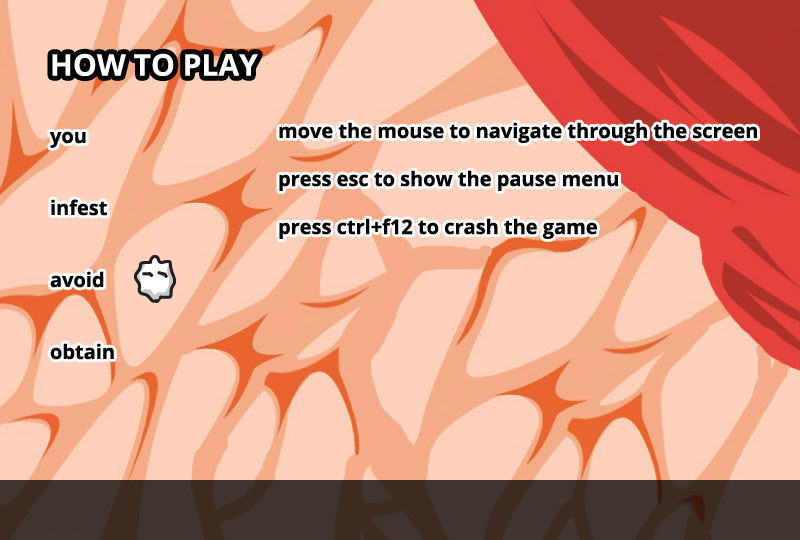 HOW TO PLAY
you
infest
avoid
obtain
move the mouse to navigate through the screen
press esc to show the pause menu
press ctrl+f12 to crash the game